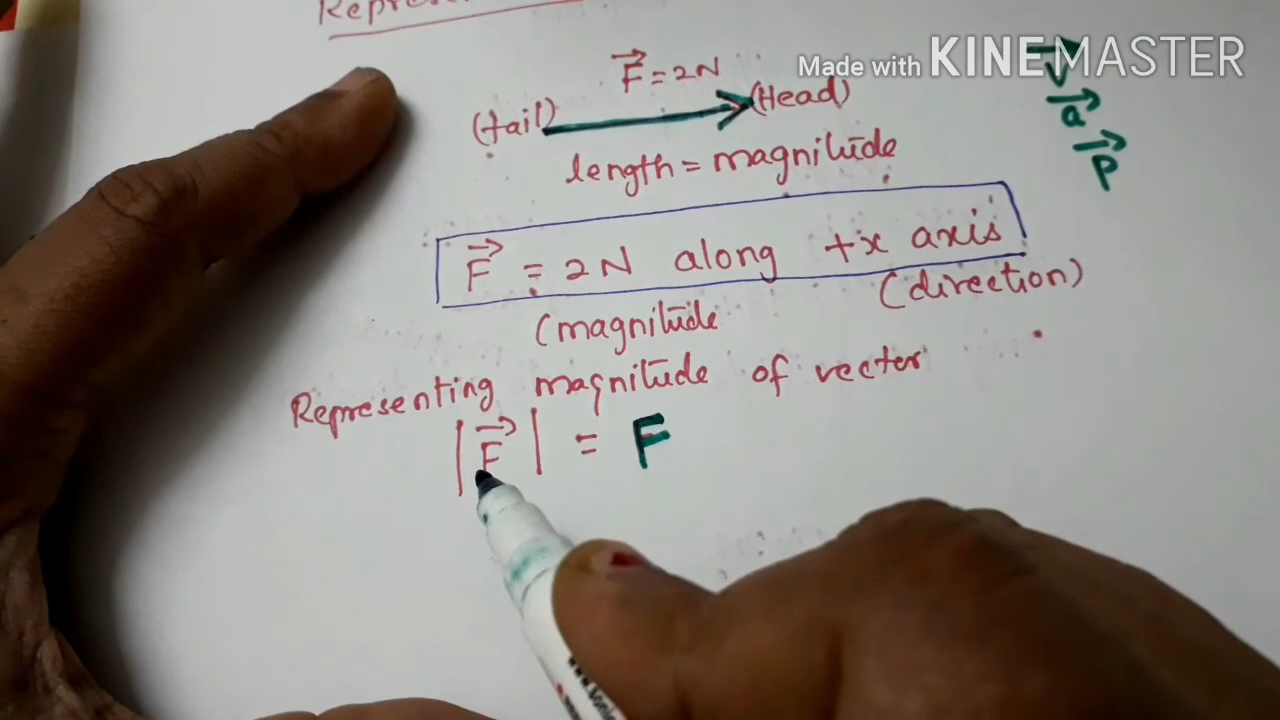 F = 2N
Made with KINEMASTER
(tail)
(Head)
V
a
P
length = magnitude
F = 2N along +x axis
(magnitude
(direction)
Representing magnitude of vector
|F| = F